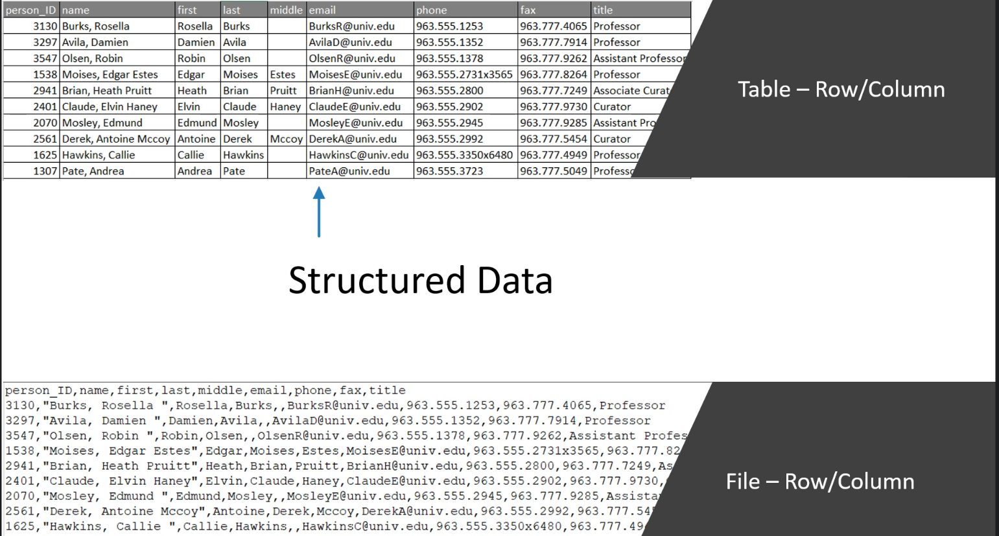 person_ID name first last middle email phone fax title
3130 Burks, Rosella Rosella Burks BurksR@univ.edu 963.555.1253 963.777.4065 Professor
3297 Avila, Damien Damien Avila AvilaD@univ.edu 963.555.1352 963.777.7914 Professor
3547 Olsen, Robin Robin Olsen OlsenR@univ.edu 963.555.1378 963.777.9262 Assistant Professor
1538 Moises, Edgar Estes Edgar Moises Estes MoisesE@univ.edu 963.555.2731x3565 963.777.8264 Professor
2941 Brian, Heath Pruitt Heath Brian Pruitt BrianH@univ.edu 963.555.2800 963.777.7249 Associate Curat
2401 Claude, Elvin Haney Elvin Claude Haney ClaudeE@univ.edu 963.555.2902 963.777.9730 Curator
2070 Mosley, Edmund Edmund Mosley MosleyE@univ.edu 963.555.2945 963.777.9285 Assistant Pro
2561 Derek, Antoine Mccoy Antoine Derek Mccoy DerekA@univ.edu 963.555.2992 963.777.5454 Curator
1625 Hawkins, Callie Callie Hawkins HawkinsC@univ.edu 963.555.3350x6480 963.777.4949 Professor
1307 Pate, Andrea Andrea Pate PateA@univ.edu 963.555.3723 963.777.5049 Profess
Table – Row/Column
Structured Data
person_ID,name,first,last,middle,email,phone,fax,title
3130,"Burks, Rosella ",Rosella,Burks,,BurksR@univ.edu,963.555.1253,963.777.4065,Professor
3297,"Avila, Damien ",Damien,Avila,,AvilaD@univ.edu,963.555.1352,963.777.7914,Professor
3547,"Olsen, Robin ",Robin,Olsen,,OlsenR@univ.edu,963.555.1378,963.777.9262,Assistant Profes
1538,"Moises, Edgar Estes",Edgar,Moises,Estes,MoisesE@univ.edu,963.555.2731x3565,963.777.82
2941,"Brian, Heath Pruitt",Heath,Brian,Pruitt,BrianH@univ.edu,963.555.2800,963.777.7249,As
2401,"Claude, Elvin Haney",Elvin,Claude,Haney,ClaudeE@univ.edu,963.555.2902,963.777.9730,
2070,"Mosley, Edmund ",Edmund,Mosley,,MosleyE@univ.edu,963.555.2945,963.777.9285,Assista
2561,"Derek, Antoine Mccoy",Antoine,Derek,Mccoy,DerekA@univ.edu,963.555.2992,963.777.54
1625,"Hawkins, Callie ",Callie,Hawkins,,HawkinsC@univ.edu,963.555.3350x6480,963.777.49
File – Row/Column